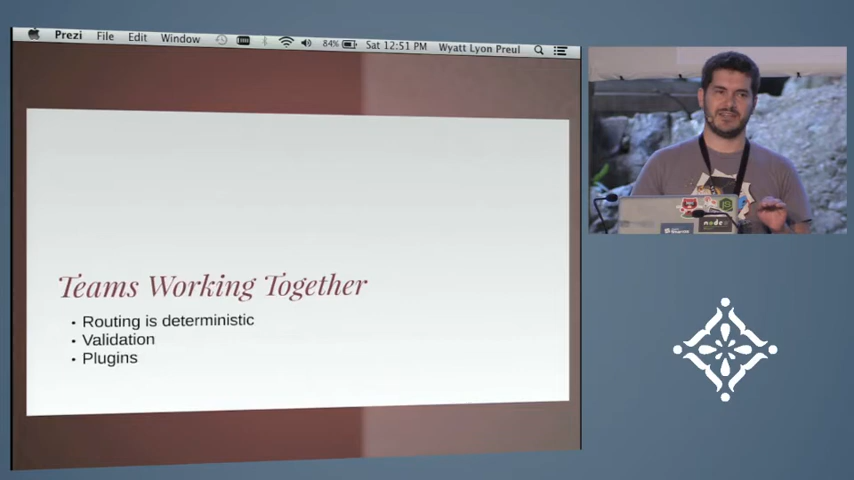 Prezi File Edit Window 84% Sat 12:51 PM Wyatt Lyon Preul
Teams Working Together
• Routing is deterministic
• Validation
• Plugins
node